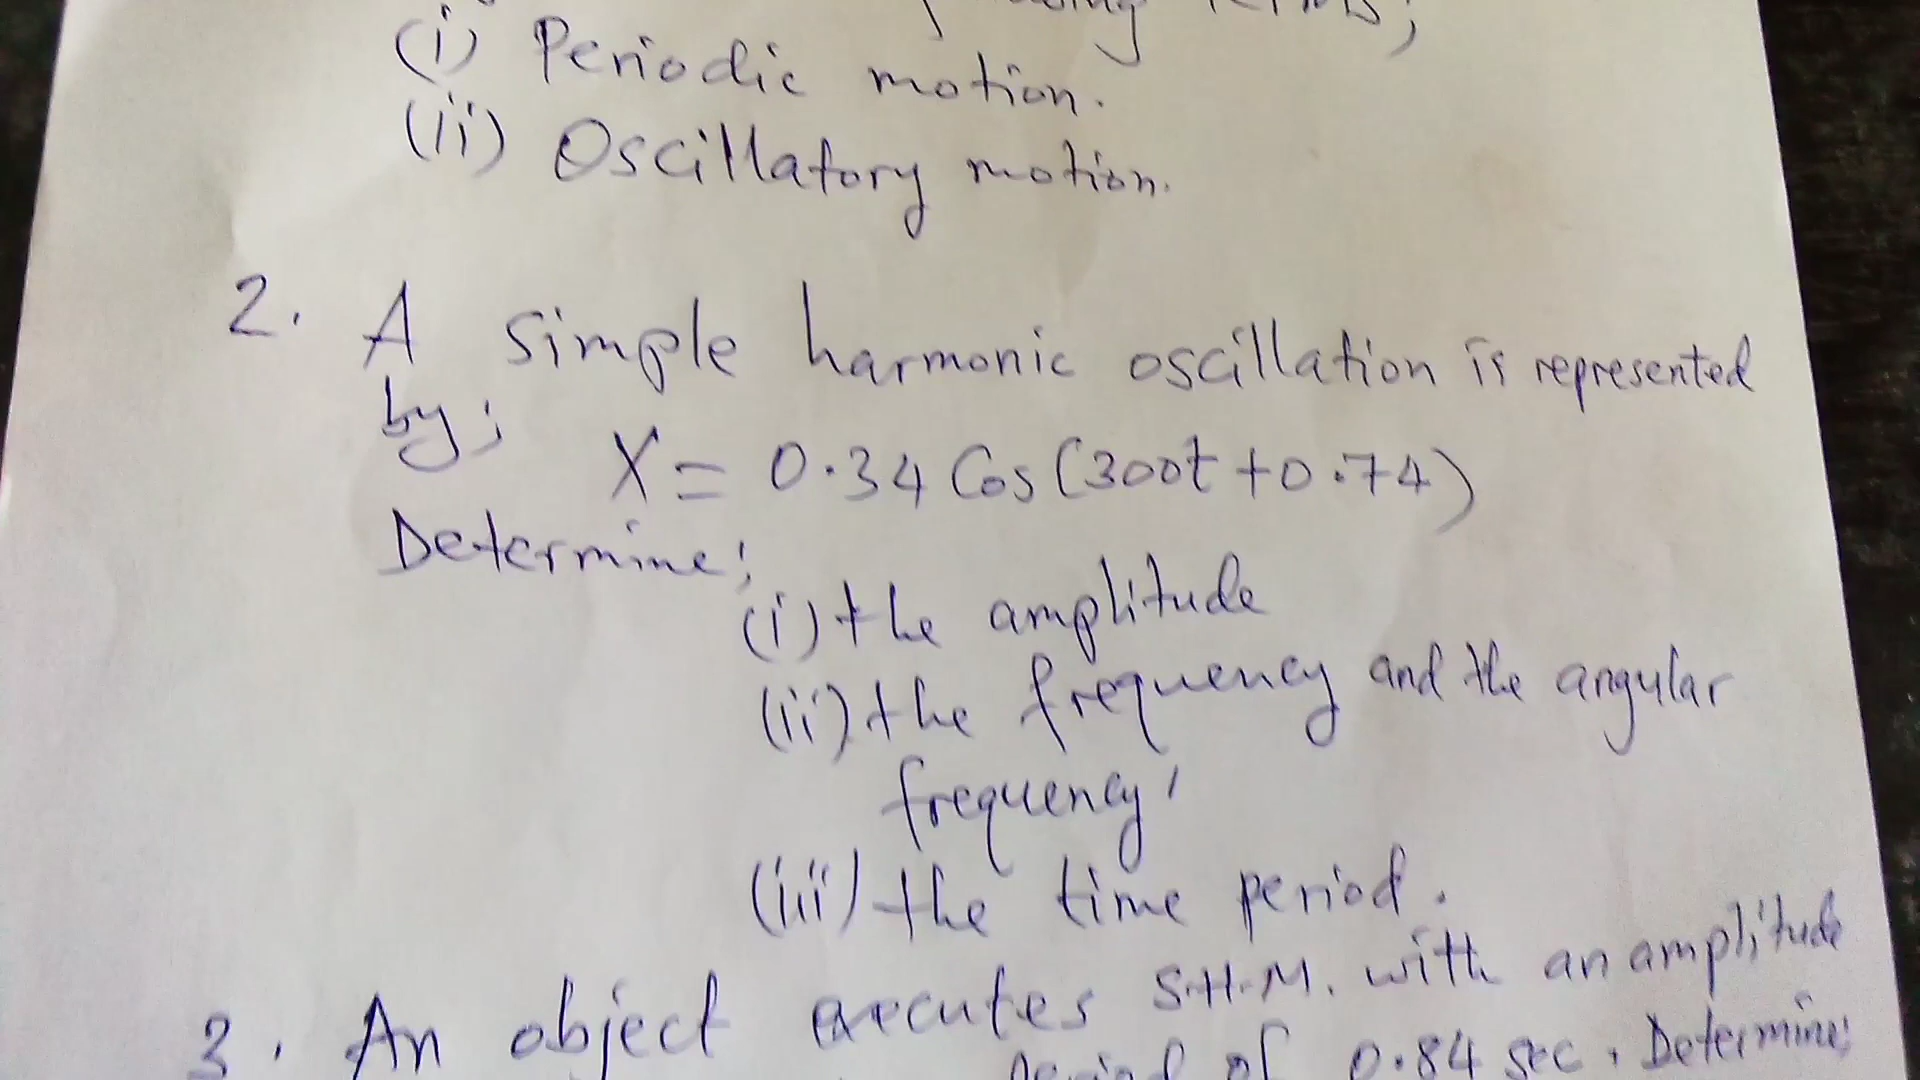 (i) Periodic motion.
(ii) Oscillatory motion.
2. A simple harmonic oscillation is represented
by;
X = 0.34 Cos (300t + 0.74)
Determine;
(i) the amplitude
(ii) the frequency and the angular
frequency,
(iii) the time period.
3. An object executes S.H.M. with an amplitude
period of 0.84 sec. Determine;